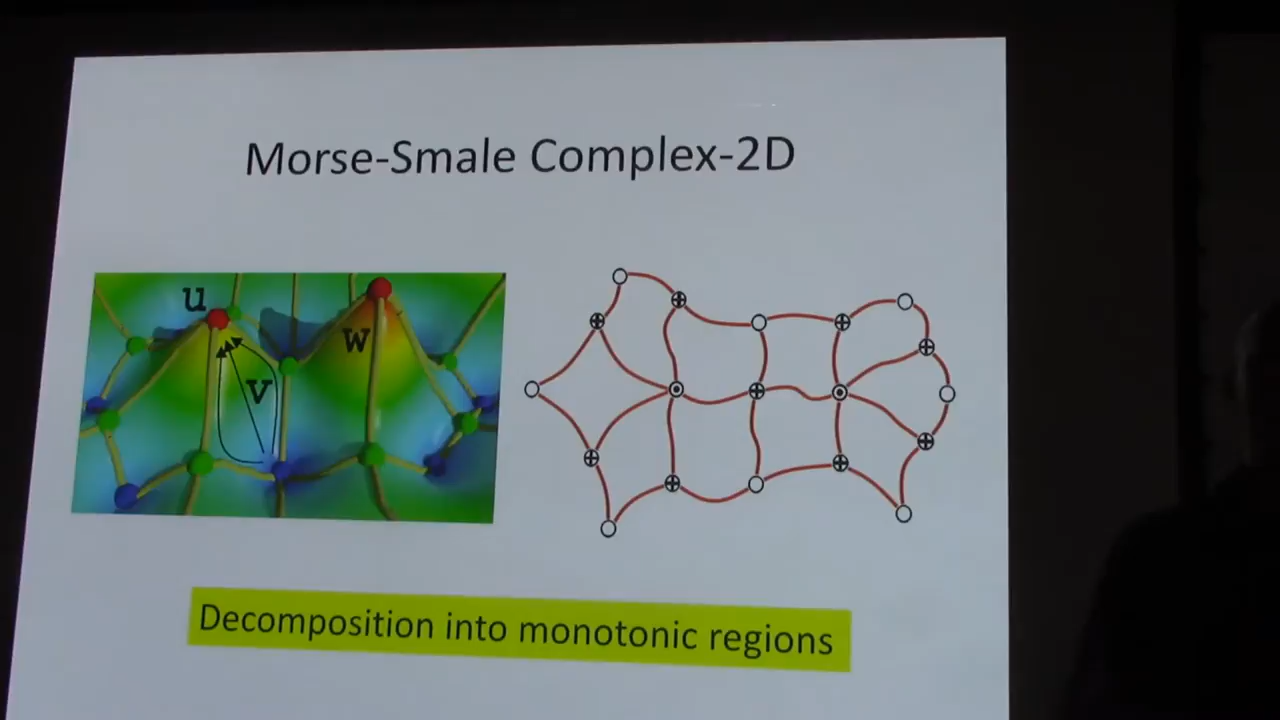 Morse-Smale Complex-2D
u
w
v
Decomposition into monotonic regions